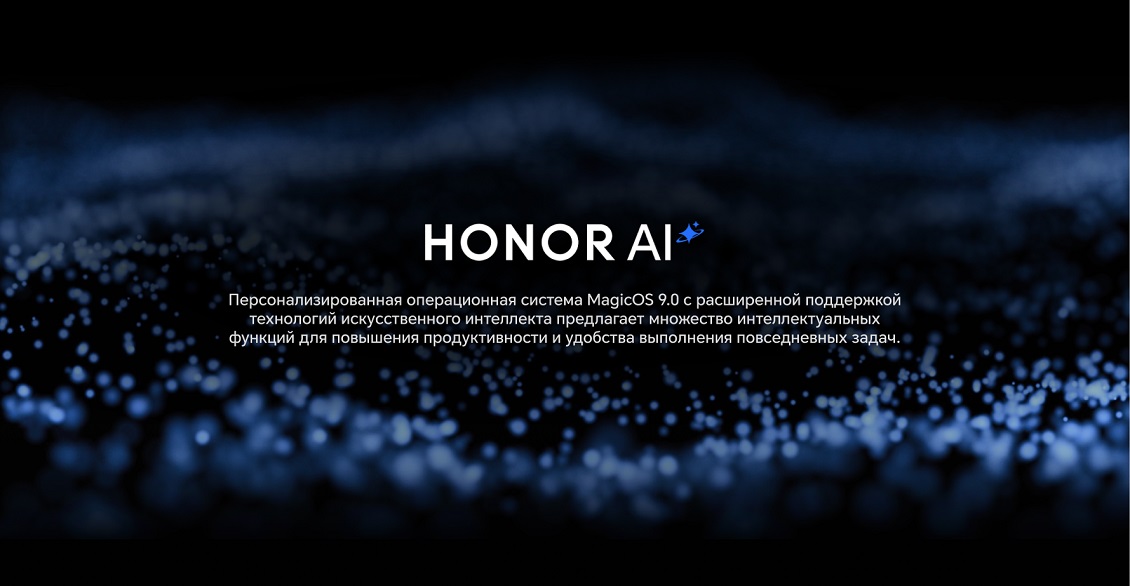 HONOR AI
Персонализированная операционная система MagicOS 9.0 с расширенной поддержкой
технологий искусственного интеллекта предлагает множество интеллектуальных
функций для повышения продуктивности и удобства выполнения повседневных задач.